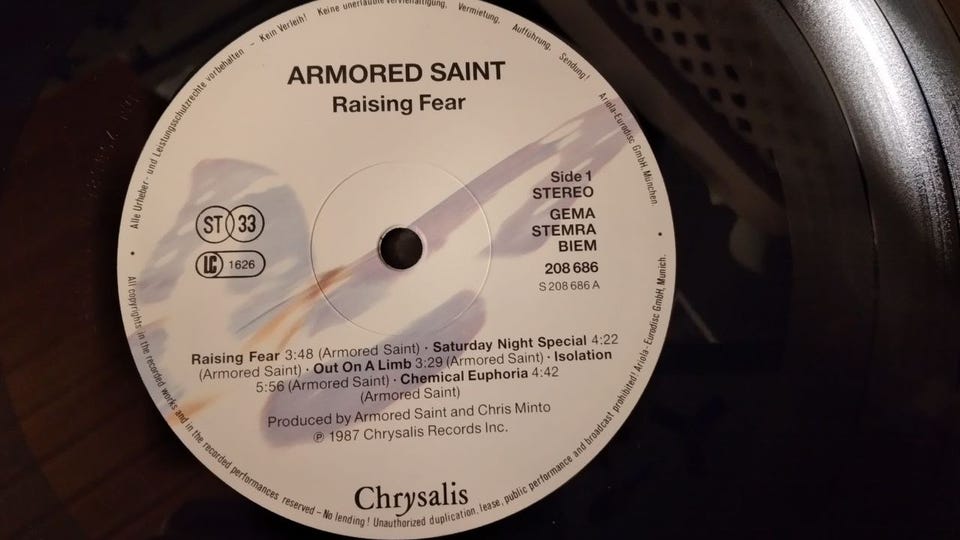 Alle Urheber- und Leistungsschutzrechte vorbehalten – Kein Verleih! Keine unerlaubte Vervielfältigung, Vermietung, Aufführung, Sendung!
Ariola-Eurodisc GmbH, München.
ARMORED SAINT
Raising Fear
Side 1
STEREO
GEMA
STEMRA
BIEM
208 686
S 208 686 A
ST 33
LC 1626
Raising Fear 3:48 (Armored Saint) · Saturday Night Special 4:22
(Armored Saint) · Out On A Limb 3:29 (Armored Saint) · Isolation
5:56 (Armored Saint) · Chemical Euphoria 4:42
(Armored Saint)
Produced by Armored Saint and Chris Minto
℗ 1987 Chrysalis Records Inc.
Chrysalis
All copyrights in the recorded works and in the recorded performances reserved – No lending! Unauthorized duplication, lease, public performance and broadcast prohibited! Ariola-Eurodisc GmbH, Munich.